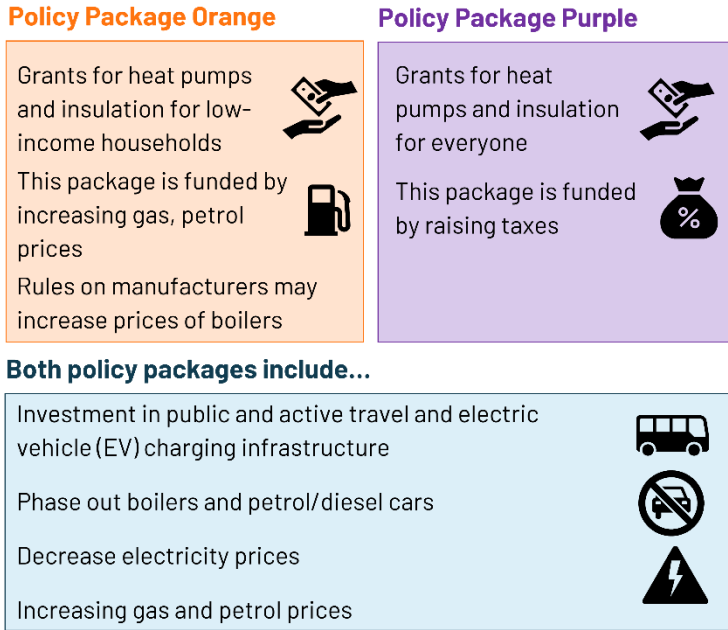 Policy Package Orange
Grants for heat pumps
and insulation for low-
income households
This package is funded by
increasing gas, petrol
prices
Rules on manufacturers may
increase prices of boilers
Policy Package Purple
Grants for heat
pumps and insulation
for everyone
This package is funded
by raising taxes
%
Both policy packages include...
Investment in public and active travel and electric
vehicle (EV) charging infrastructure
Phase out boilers and petrol/diesel cars
Decrease electricity prices
Increasing gas and petrol prices